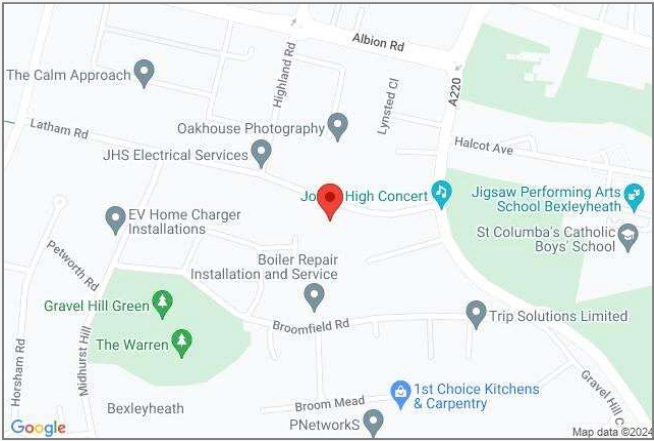 Albion Rd
Highland Rd
The Calm Approach
A220
Lynsted Cl
Oakhouse Photography
Latham Rd
Halcot Ave
JHS Electrical Services
High Concert
Jigsaw Performing Arts
School Bexleyheath
EV Home Charger
Installations
St Columba's Catholic
Boys' School
Petworth Rd
Boiler Repair
Installation and Service
Gravel Hill Green
Trip Solutions Limited
Broomfield Rd
The Warren
Midhurst Hill
Horsham Rd
1st Choice Kitchens
& Carpentry
Gravel Hill
Broom Mead
Bexleyheath
PNetworkS
Google
Map data ©2024